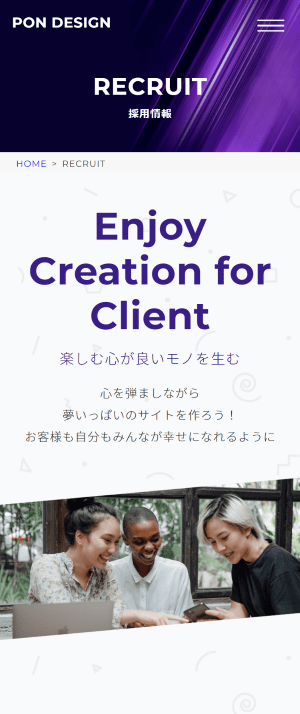 PON DESIGN
RECRUIT
採用情報
HOME > RECRUIT
Enjoy
Creation for
Client
楽しむ心が良いモノを生む
心を弾ましながら
夢いっぱいのサイトを作ろう！
お客様も自分もみんなが幸せになれるように